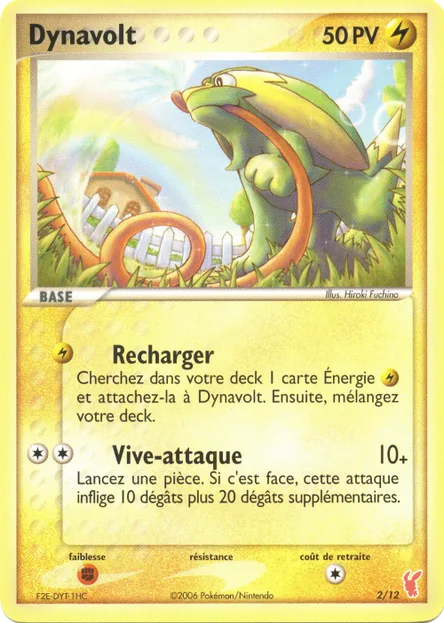 Dynavolt 50 PV
BASE
Illus. Hiroki Fuchino
Recharger
Cherchez dans votre deck 1 carte Énergie
et attachez-la à Dynavolt. Ensuite, mélangez
votre deck.
Vive-attaque 10+
Lancez une pièce. Si c'est face, cette attaque
inflige 10 dégâts plus 20 dégâts supplémentaires.
faiblesse résistance coût de retraite
F2E-DYT-1HC ©2006 Pokémon/Nintendo 2/12